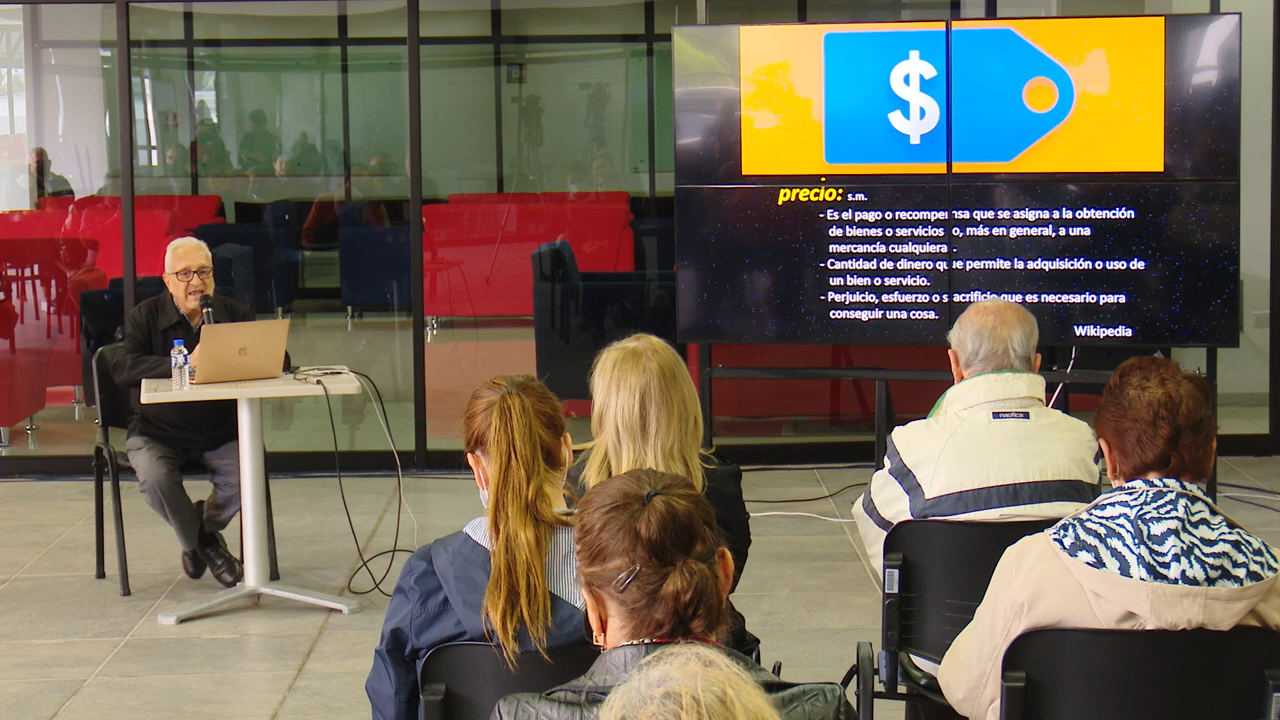 $
precio: s.m.
- Es el pago o recompensa que se asigna a la obtención
de bienes o servicios o, más en general, a una
mercancía cualquiera .
- Cantidad de dinero que permite la adquisición o uso de
un bien o servicio.
- Perjuicio, esfuerzo o sacrificio que es necesario para
conseguir una cosa.
Wikipedia
nautica